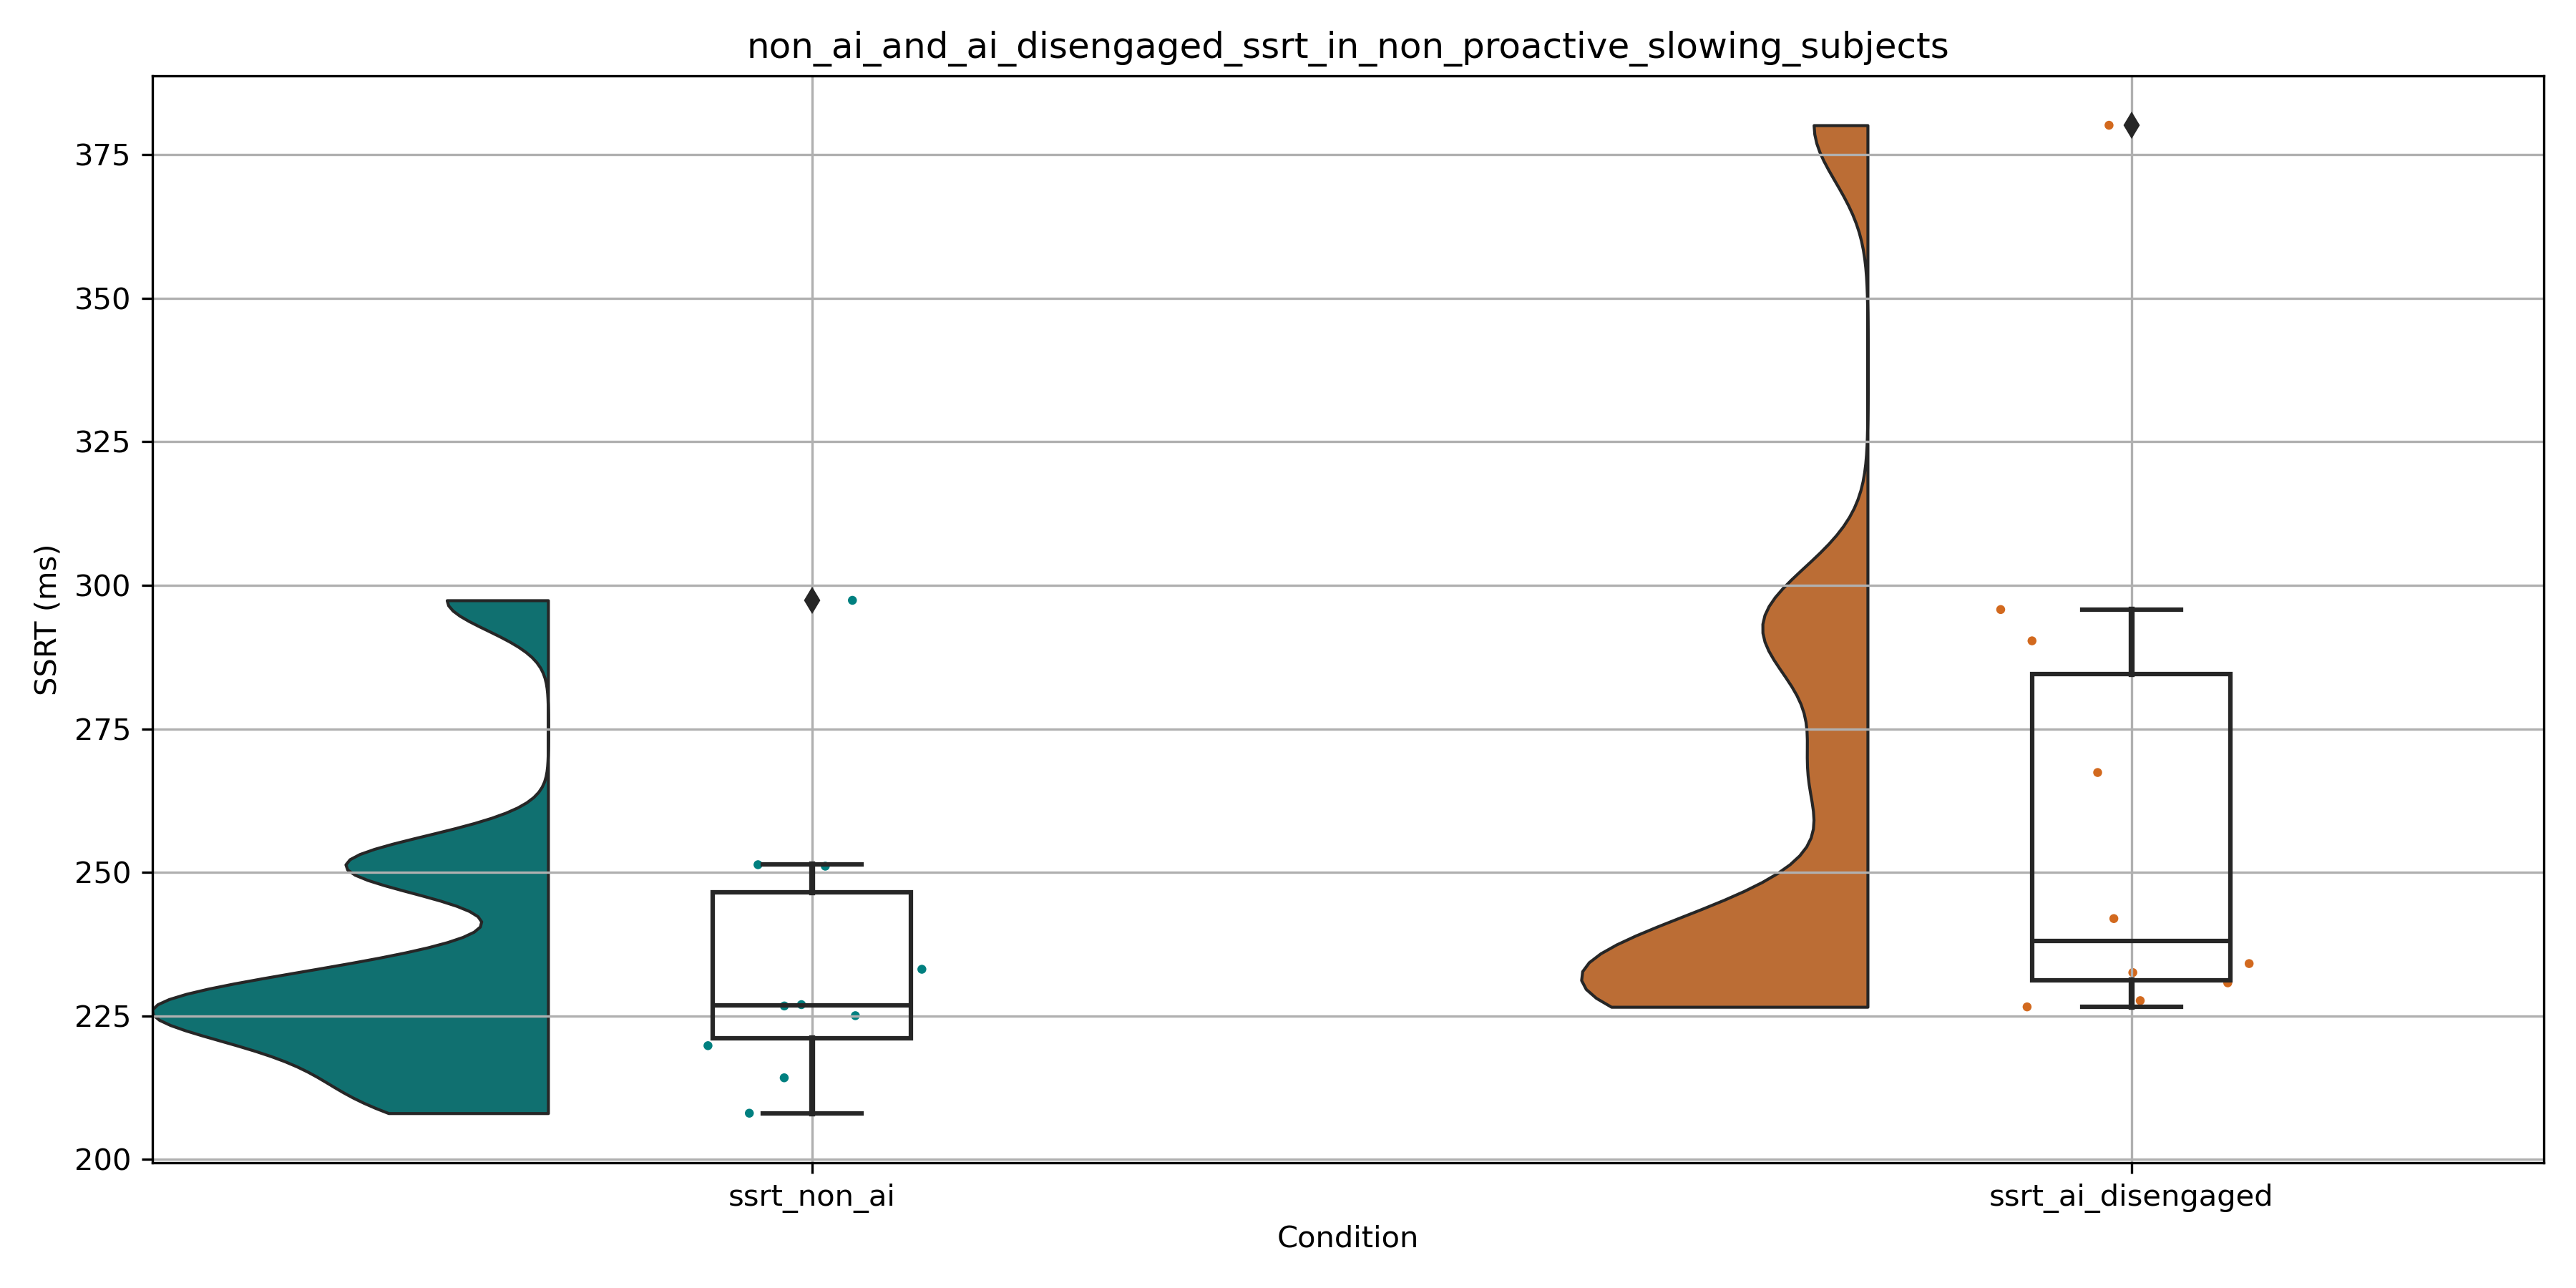 non_ai_and_ai_disengaged_ssrt_in_non_proactive_slowing_subjects
SSRT (ms)
375
350
325
300
275
250
225
200
ssrt_non_ai
ssrt_ai_disengaged
Condition